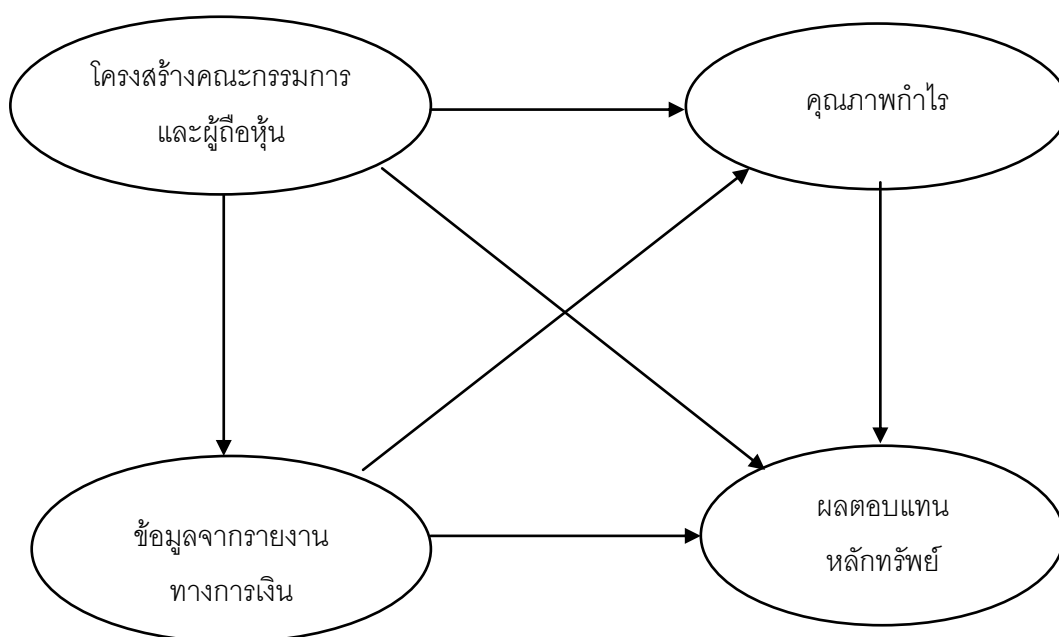 โครงสร้างคณะกรรมการ
และผู้ถือหุ้น
คุณภาพกำไร
ข้อมูลจากรายงาน
ทางการเงิน
ผลตอบแทน
หลักทรัพย์